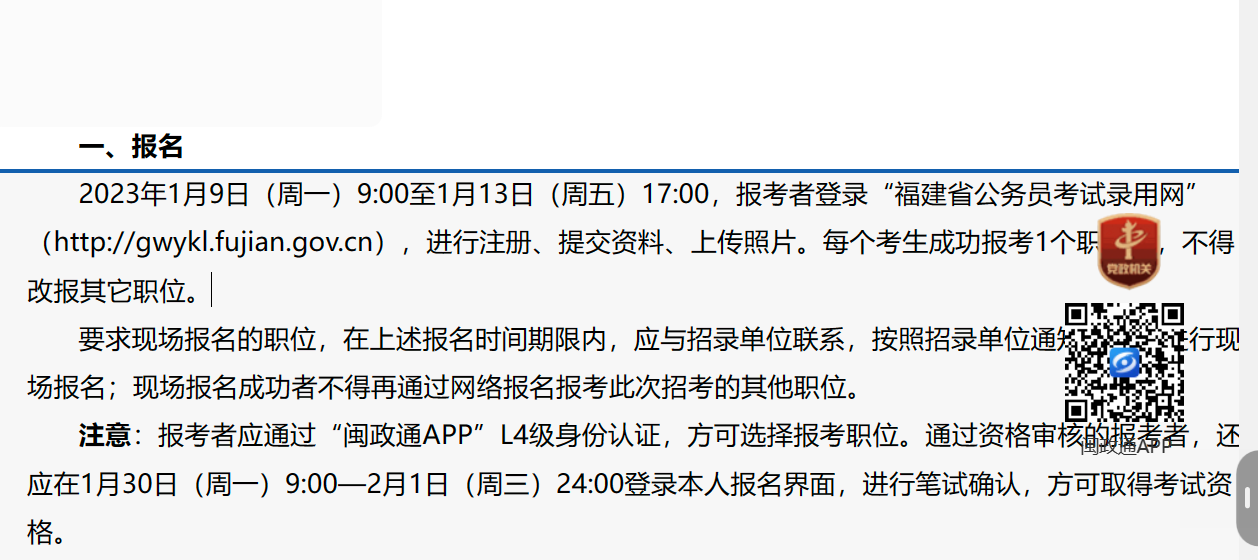 一、报名
2023年1月9日（周一）9:00至1月13日（周五）17:00，报考者登录“福建省公务员考试录用网”
（http://gwykl.fujian.gov.cn），进行注册、提交资料、上传照片。每个考生成功报考1个职 ，不得
党政机关
改报其它职位。
要求现场报名的职位，在上述报名时间期限内，应与招录单位联系，按照招录单位通 进行现
场报名；现场报名成功者不得再通过网络报名报考此次招考的其他职位。
注意：报考者应通过“闽政通APP”L4级身份认证，方可选择报考职位。通过资格审核的报考者，还
闽政通APP
应在1月30日（周一）9:00—2月1日（周三）24:00登录本人报名界面，进行笔试确认，方可取得考试资
格。